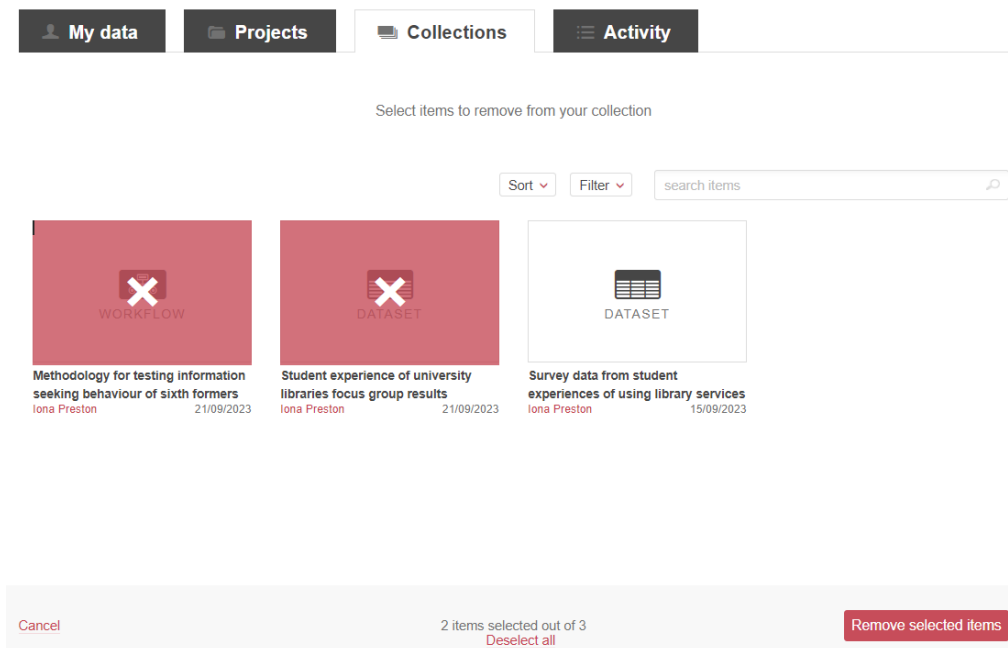 My data Projects Collections Activity
Select items to remove from your collection
Sort Filter search items
WORKFLOW DATASET DATASET
Methodology for testing information Student experience of university Survey data from student
seeking behaviour of sixth formers libraries focus group results experiences of using library services
Iona Preston 21/09/2023 Iona Preston 21/09/2023 Iona Preston 15/09/2023
Cancel 2 items selected out of 3 Remove selected items
Deselect all